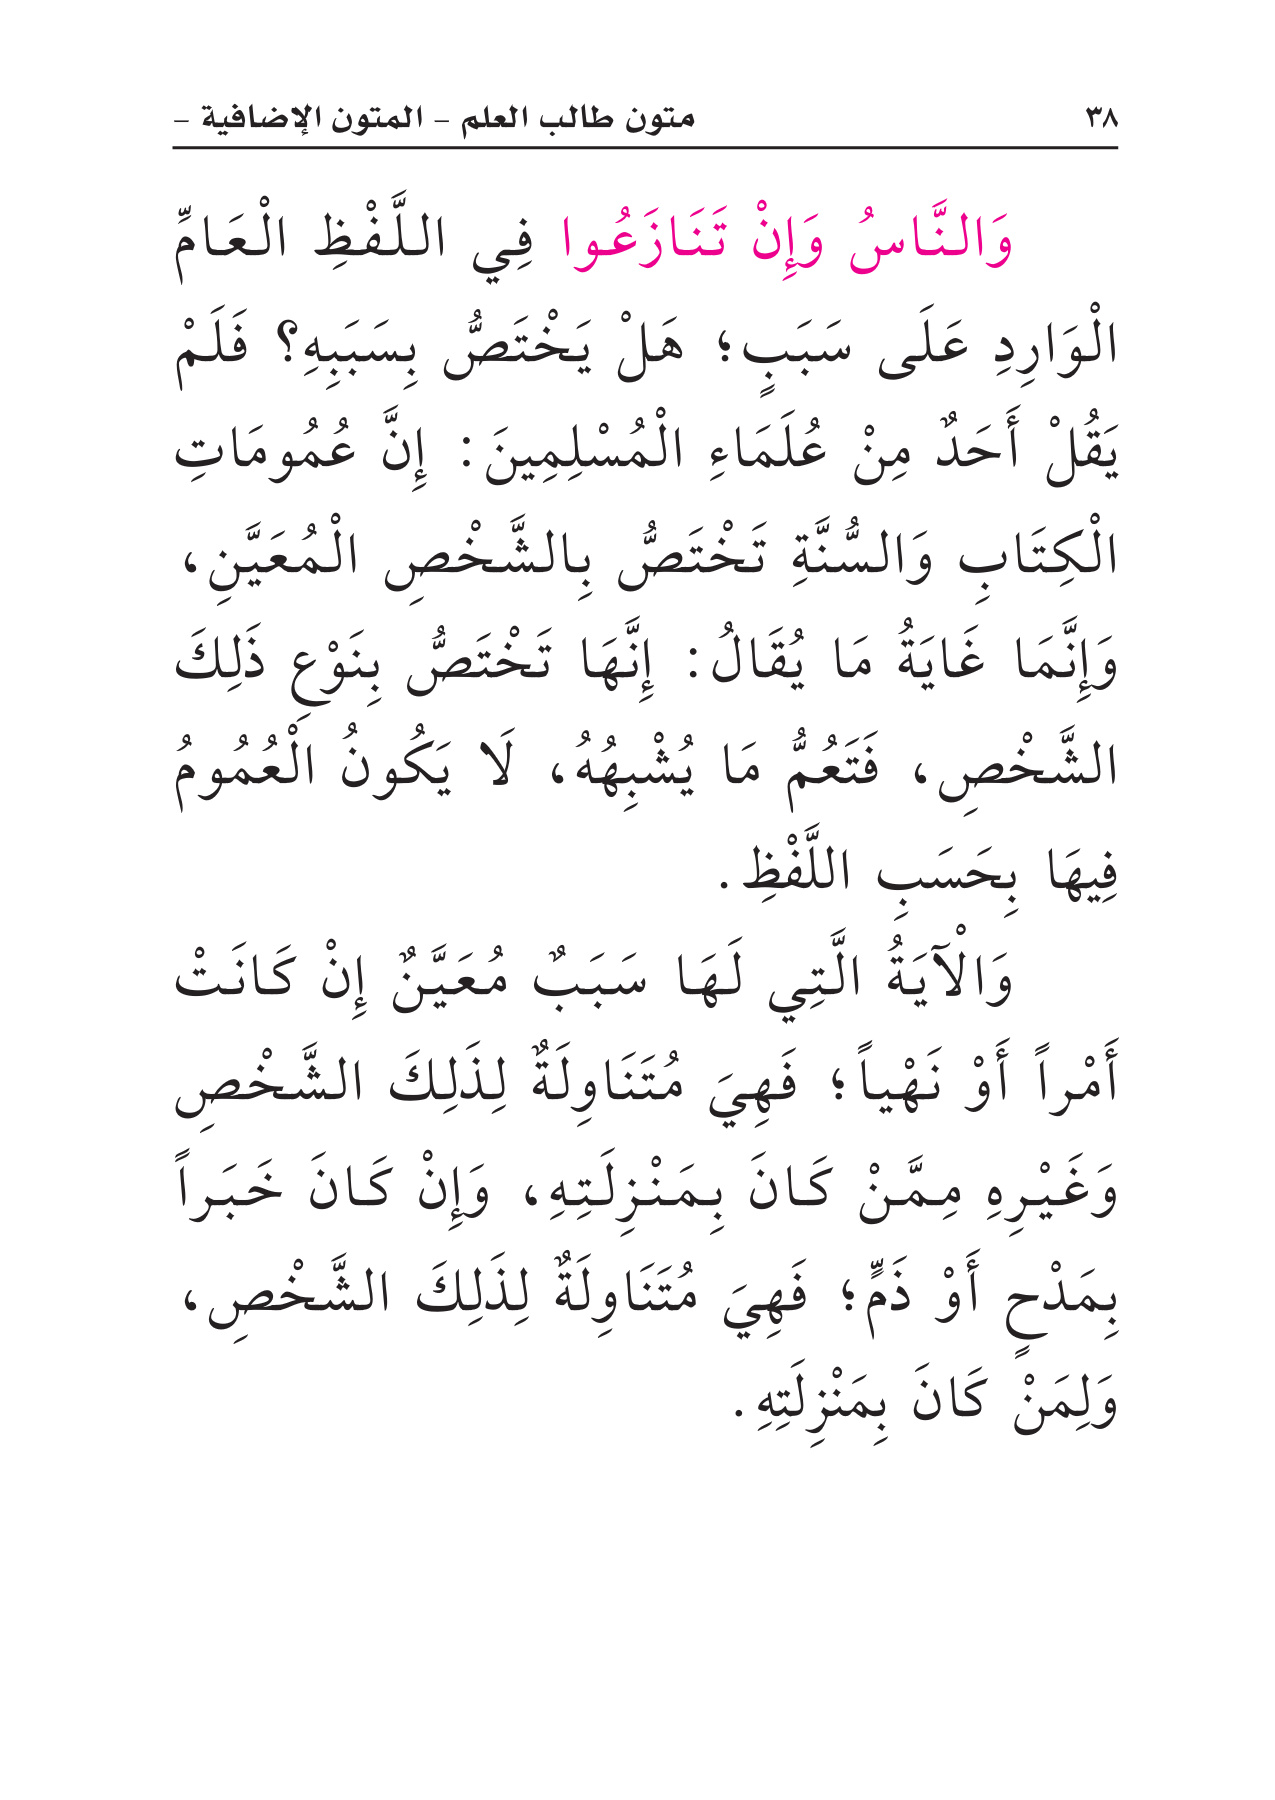 ٣٨ متون طالب العلم – المتون الإضافية –
وَالنَّاسُ وَإِنْ تَنَازَعُوا فِي اللَّفْظِ الْعَامِّ
الْوَارِدِ عَلَى سَبَبٍ؛ هَلْ يَخْتَصُّ بِسَبَبِهِ؟ فَلَمْ
يَقُلْ أَحَدٌ مِنْ عُلَمَاءِ الْمُسْلِمِينَ: إِنَّ عُمُومَاتِ
الْكِتَابِ وَالسُّنَّةِ تَخْتَصُّ بِالشَّخْصِ الْمُعَيَّنِ،
وَإِنَّمَا غَايَةُ مَا يُقَالُ: إِنَّهَا تَخْتَصُّ بِنَوْعِ ذَلِكَ
الشَّخْصِ، فَتَعُمُّ مَا يُشْبِهُهُ، لَا يَكُونُ الْعُمُومُ
فِيهَا بِحَسَبِ اللَّفْظِ.
وَالْآيَةُ الَّتِي لَهَا سَبَبٌ مُعَيَّنٌ إِنْ كَانَتْ
أَمْراً أَوْ نَهْياً؛ فَهِيَ مُتَنَاوِلَةٌ لِذَلِكَ الشَّخْصِ
وَغَيْرِهِ مِمَّنْ كَانَ بِمَنْزِلَتِهِ، وَإِنْ كَانَ خَبَراً
بِمَدْحٍ أَوْ ذَمٍّ؛ فَهِيَ مُتَنَاوِلَةٌ لِذَلِكَ الشَّخْصِ،
وَلِمَنْ كَانَ بِمَنْزِلَتِهِ.